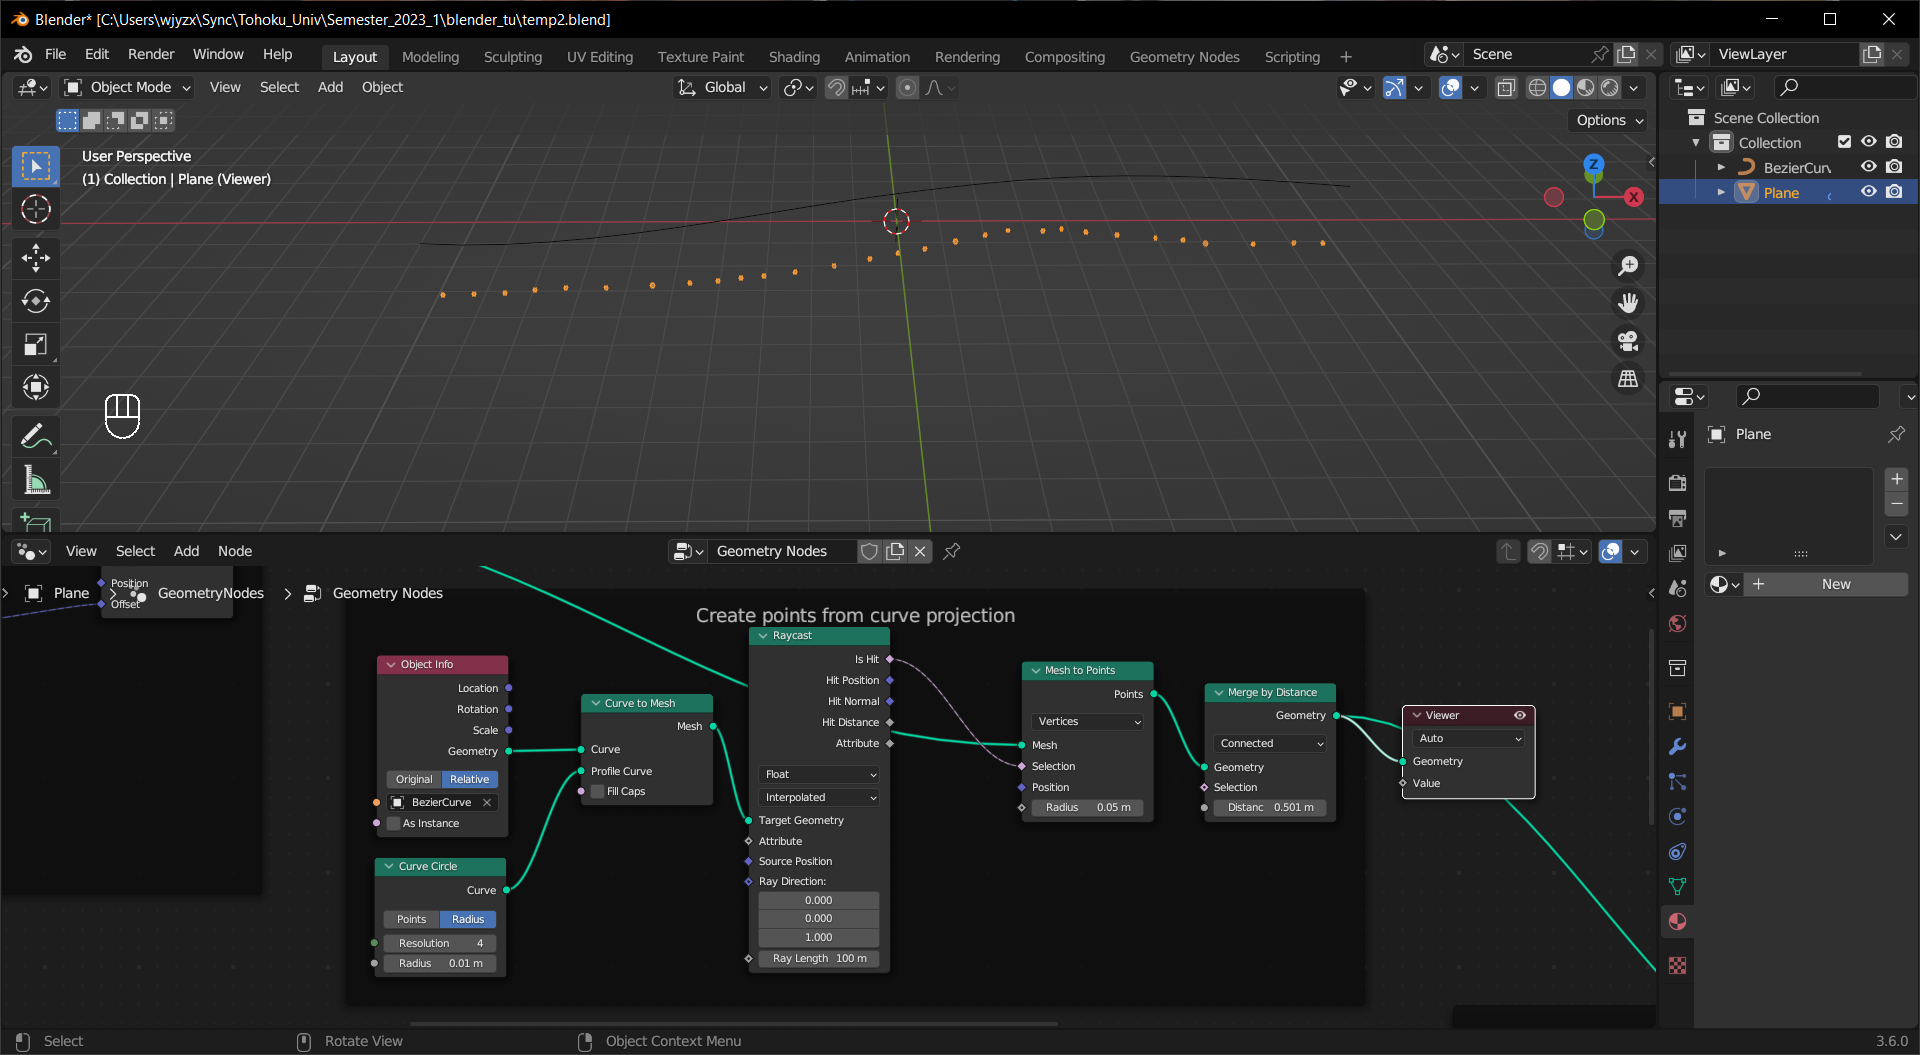 Blender* [C:\Users\wjyzx\Sync\Tohoku_Univ\Semester_2023_1\blender_tu\temp2.blend]
File Edit Render Window Help Layout Modeling Sculpting UV Editing Texture Paint Shading Animation Rendering Compositing Geometry Nodes Scripting + Scene ViewLayer
Object Mode View Select Add Object Global
Options
User Perspective
(1) Collection | Plane (Viewer)
Z
X
Scene Collection
Collection
BezierCurv
Plane
Plane
New
View Select Add Node Geometry Nodes
Position
Offset
Plane GeometryNodes Geometry Nodes
Create points from curve projection
Object Info
Location
Rotation
Scale
Geometry
Original Relative
BezierCurve
As Instance
Curve Circle
Curve
Points Radius
Resolution 4
Radius 0.01 m
Curve to Mesh
Mesh
Curve
Profile Curve
Fill Caps
Raycast
Is Hit
Hit Position
Hit Normal
Hit Distance
Attribute
Float
Interpolated
Target Geometry
Attribute
Source Position
Ray Direction:
0.000
0.000
1.000
Ray Length 100 m
Mesh to Points
Points
Vertices
Mesh
Selection
Position
Radius 0.05 m
Merge by Distance
Geometry
Connected
Geometry
Selection
Distanc 0.501 m
Viewer
Auto
Geometry
Value
Select Rotate View Object Context Menu 3.6.0